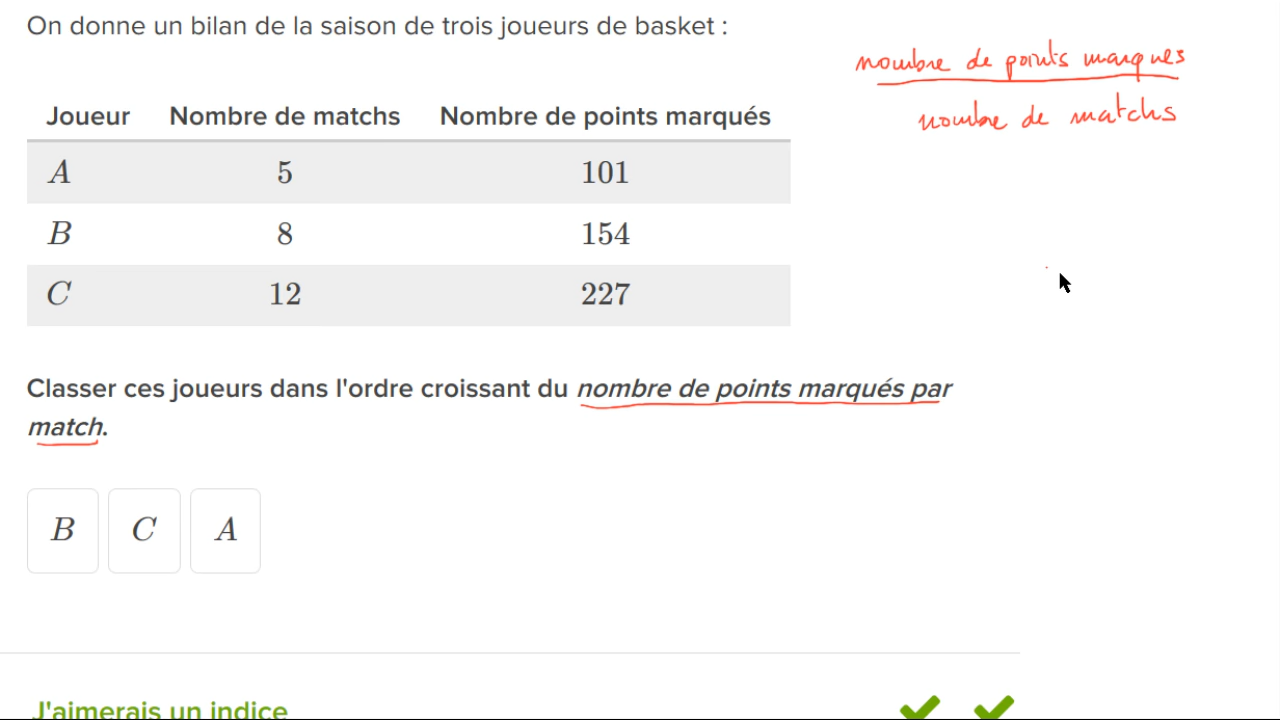 On donne un bilan de la saison de trois joueurs de basket :
nombre de points marques
nombre de matchs
Joueur Nombre de matchs Nombre de points marqués
A 5 101
B 8 154
C 12 227
Classer ces joueurs dans l'ordre croissant du nombre de points marqués par
match.
B C A
J'aimerais un indice